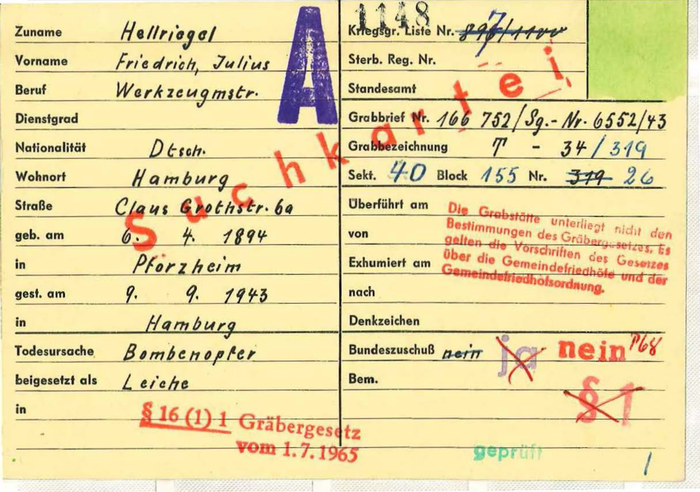 Zuname Hellriegel
Vorname Friedrich, Julius
Beruf Werkzeugmstr.
Dienstgrad
Nationalität Dtsch.
Wohnort Hamburg
Straße Claus Grothstr. 6a
geb. am 6. 4. 1894
in Pforzheim
gest. am 9. 9. 1943
in Hamburg
Todesursache Bombenopfer
beigesetzt als Leiche
in
§ 16 (1) 1 Gräbergesetz
vom 1.7.1965
A
Suchkartei
1148
Kriegsgr. Liste Nr. 7
Sterb. Reg. Nr.
Standesamt
Grabbrief Nr. 166 752/Sg.-Nr. 6552/43
Grabbezeichnung T - 34/319
Sekt. 40 Block 155 Nr. 319 26
Überführt am
von
Exhumiert am
nach
Die Grabstätte unterliegt nicht den
Bestimmungen des Gräbergesetzes. Es
gelten die Vorschriften des Gesetzes
über die Gemeindefriedhöfe und der
Gemeindefriedhofsordnung.
Denkzeichen
Bundeszuschuß nein ja nein
Bem.
§ 1
geprüft
1